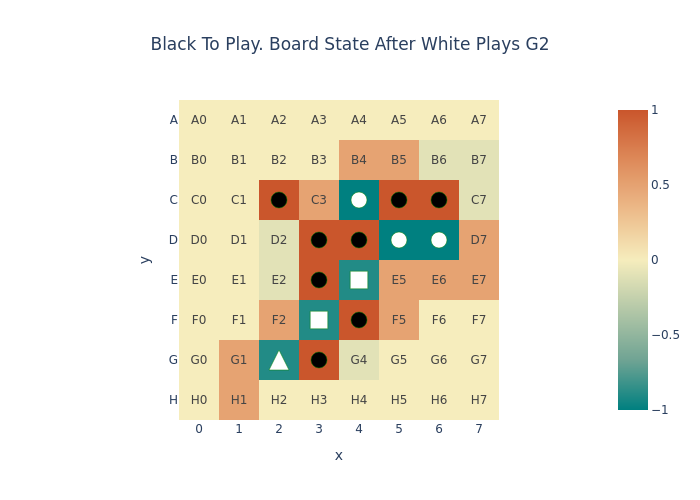 Black To Play. Board State After White Plays G2
A A0 A1 A2 A3 A4 A5 A6 A7
B B0 B1 B2 B3 B4 B5 B6 B7
C C0 C1 C3 C7
D D0 D1 D2 D7
E E0 E1 E2 E5 E6 E7
F F0 F1 F2 F5 F6 F7
G G0 G1 G4 G5 G6 G7
H H0 H1 H2 H3 H4 H5 H6 H7
0 1 2 3 4 5 6 7
x
y
1
0.5
0
−0.5
−1